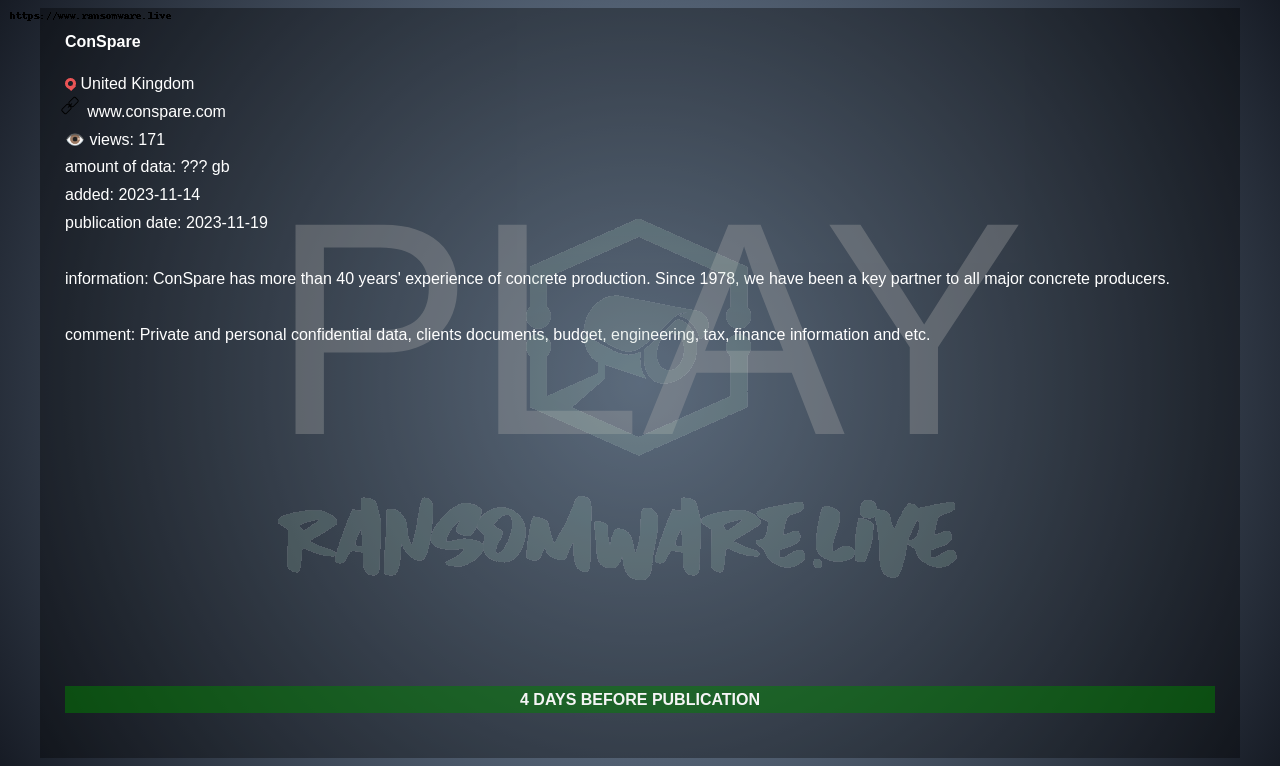 https://www.ransomware.live
ConSpare
United Kingdom
www.conspare.com
views: 171
amount of data: ??? gb
added: 2023-11-14
publication date: 2023-11-19
PLAY
information: ConSpare has more than 40 years' experience of concrete production. Since 1978, we have been a key partner to all major concrete producers.
comment: Private and personal confidential data, clients documents, budget, engineering, tax, finance information and etc.
RANSOMWARE.LIVE
4 DAYS BEFORE PUBLICATION